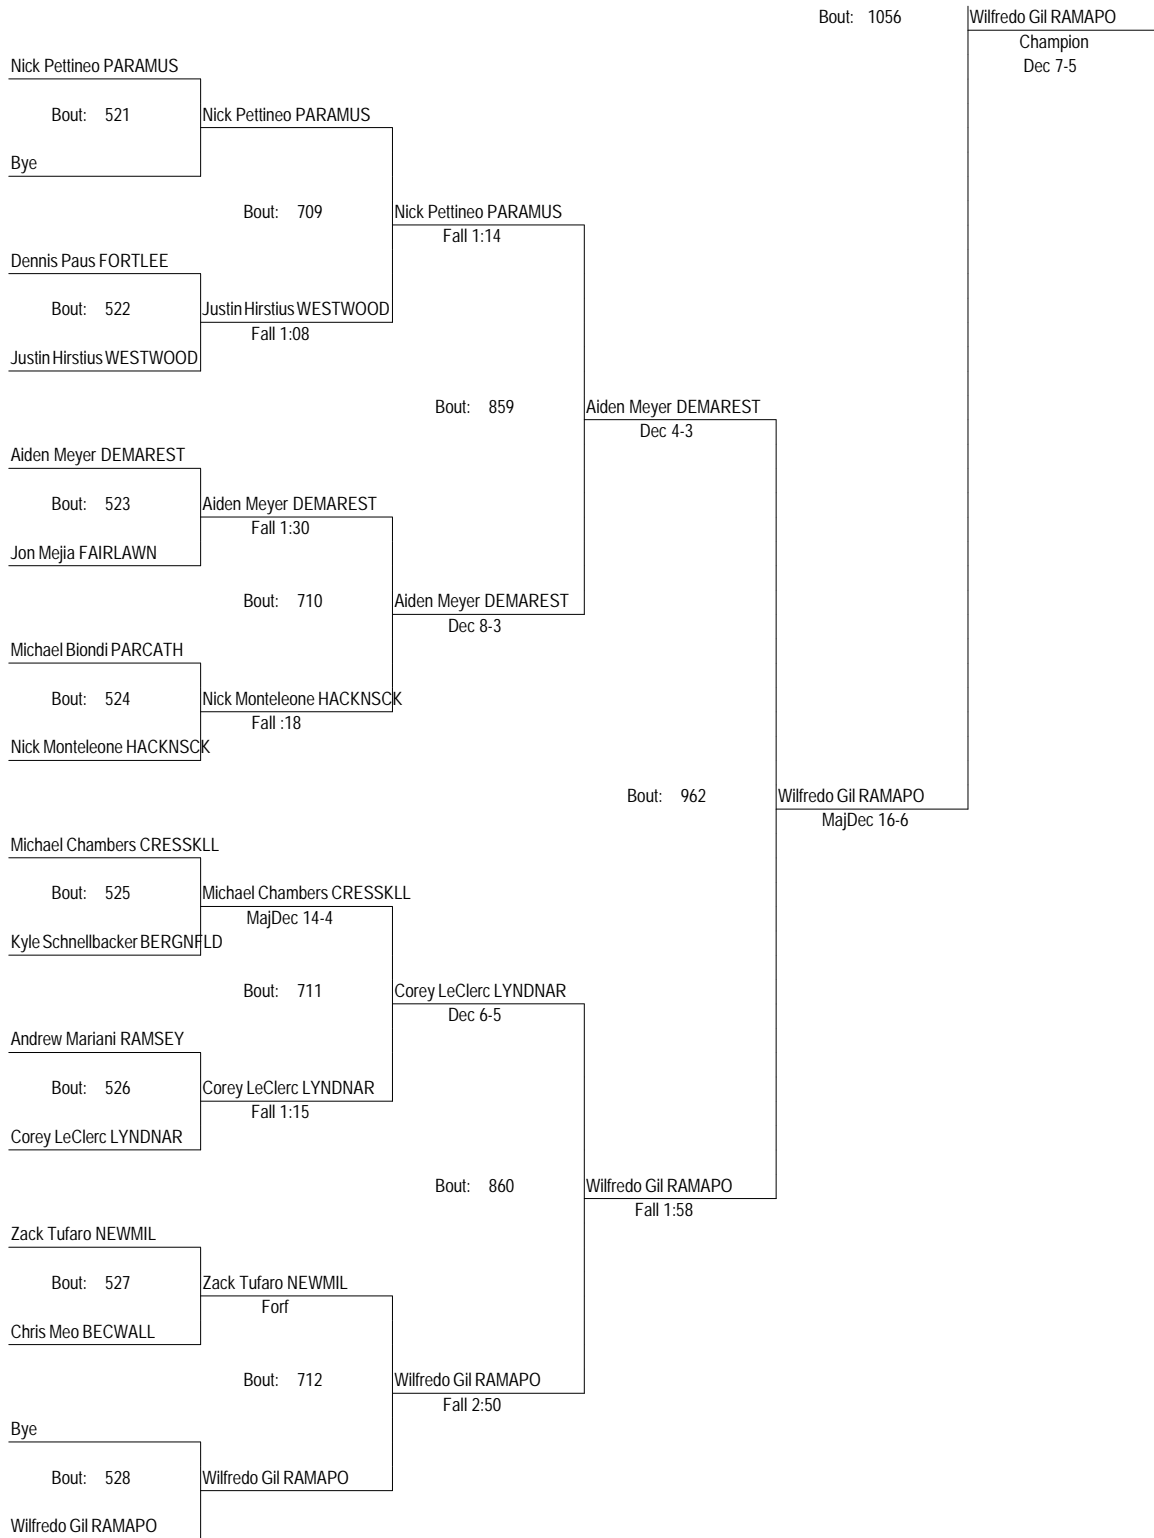 Bout: 1056 Wilfredo Gil RAMAPO
Champion
Nick Pettineo PARAMUS Dec 7-5
Bout: 521 Nick Pettineo PARAMUS
Bye
Bout: 709 Nick Pettineo PARAMUS
Fall 1:14
Dennis Paus FORTLEE
Bout: 522 Justin Hirstius WESTWOOD
Fall 1:08
Justin Hirstius WESTWOOD
Bout: 859 Aiden Meyer DEMAREST
Dec 4-3
Aiden Meyer DEMAREST
Bout: 523 Aiden Meyer DEMAREST
Fall 1:30
Jon Mejia FAIRLAWN
Bout: 710 Aiden Meyer DEMAREST
Dec 8-3
Michael Biondi PARCATH
Bout: 524 Nick Monteleone HACKNSCK
Fall :18
Nick Monteleone HACKNSCK
Bout: 962 Wilfredo Gil RAMAPO
MajDec 16-6
Michael Chambers CRESSKLL
Bout: 525 Michael Chambers CRESSKLL
MajDec 14-4
Kyle Schnellbacker BERGNFLD
Bout: 711 Corey LeClerc LYNDNAR
Dec 6-5
Andrew Mariani RAMSEY
Bout: 526 Corey LeClerc LYNDNAR
Fall 1:15
Corey LeClerc LYNDNAR
Bout: 860 Wilfredo Gil RAMAPO
Fall 1:58
Zack Tufaro NEWMIL
Bout: 527 Zack Tufaro NEWMIL
Forf
Chris Meo BECWALL
Bout: 712 Wilfredo Gil RAMAPO
Fall 2:50
Bye
Bout: 528 Wilfredo Gil RAMAPO
Wilfredo Gil RAMAPO